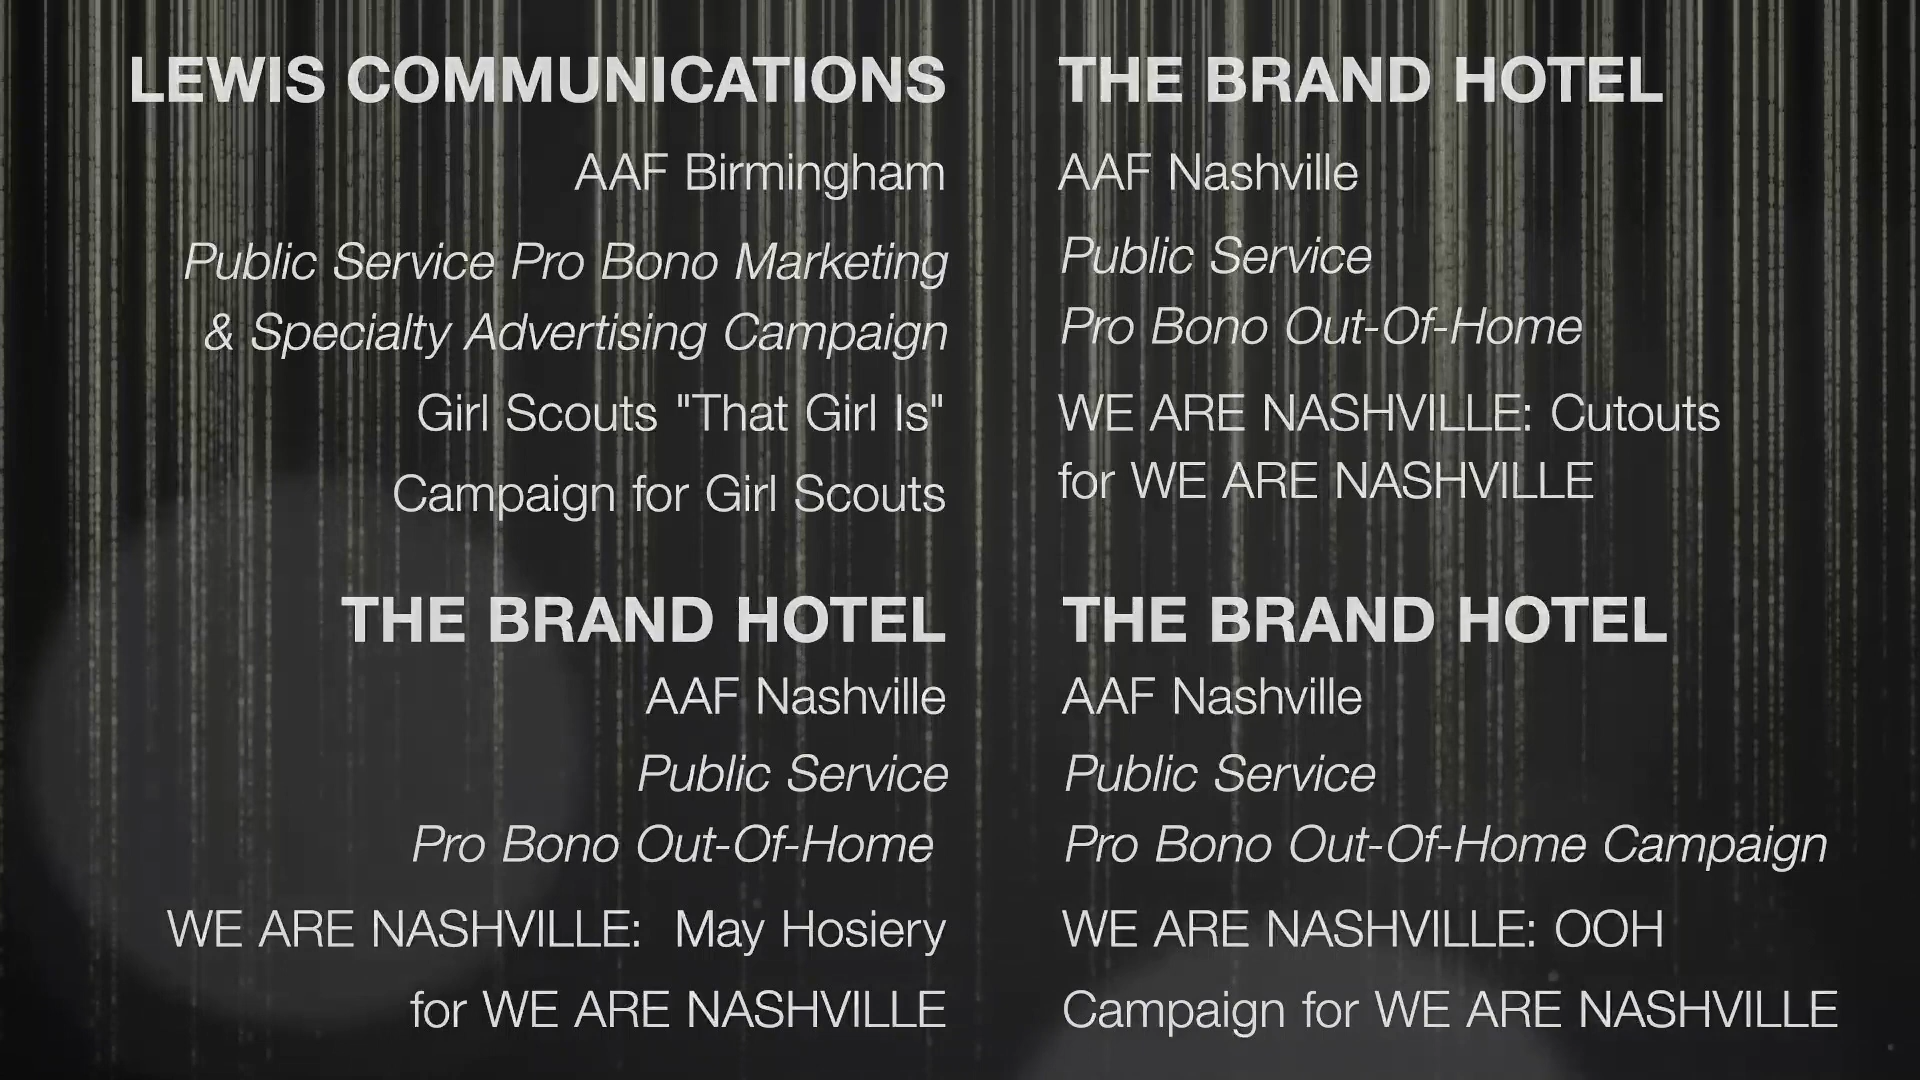 LEWIS COMMUNICATIONS
AAF Birmingham
Public Service Pro Bono Marketing
& Specialty Advertising Campaign
Girl Scouts "That Girl Is"
Campaign for Girl Scouts
THE BRAND HOTEL
AAF Nashville
Public Service
Pro Bono Out-Of-Home
WE ARE NASHVILLE: Cutouts
for WE ARE NASHVILLE
THE BRAND HOTEL
AAF Nashville
Public Service
Pro Bono Out-Of-Home
WE ARE NASHVILLE:  May Hosiery
for WE ARE NASHVILLE
THE BRAND HOTEL
AAF Nashville
Public Service
Pro Bono Out-Of-Home Campaign
WE ARE NASHVILLE: OOH
Campaign for WE ARE NASHVILLE